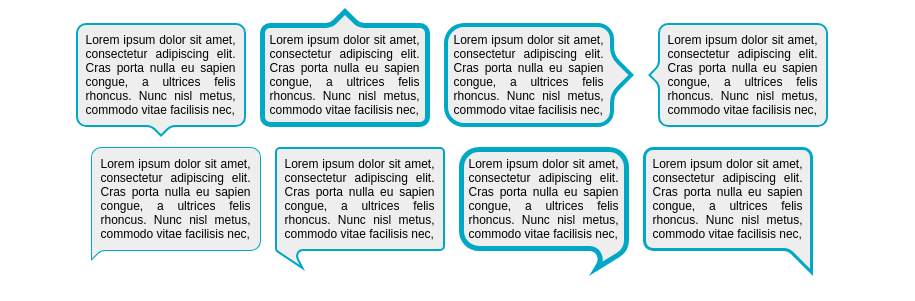 Lorem ipsum dolor sit amet,
consectetur adipiscing elit.
Cras porta nulla eu sapien
congue, a ultrices felis
rhoncus. Nunc nisl metus,
commodo vitae facilisis nec,
Lorem ipsum dolor sit amet,
consectetur adipiscing elit.
Cras porta nulla eu sapien
congue, a ultrices felis
rhoncus. Nunc nisl metus,
commodo vitae facilisis nec,
Lorem ipsum dolor sit amet,
consectetur adipiscing elit.
Cras porta nulla eu sapien
congue, a ultrices felis
rhoncus. Nunc nisl metus,
commodo vitae facilisis nec,
Lorem ipsum dolor sit amet,
consectetur adipiscing elit.
Cras porta nulla eu sapien
congue, a ultrices felis
rhoncus. Nunc nisl metus,
commodo vitae facilisis nec,
Lorem ipsum dolor sit amet,
consectetur adipiscing elit.
Cras porta nulla eu sapien
congue, a ultrices felis
rhoncus. Nunc nisl metus,
commodo vitae facilisis nec,
Lorem ipsum dolor sit amet,
consectetur adipiscing elit.
Cras porta nulla eu sapien
congue, a ultrices felis
rhoncus. Nunc nisl metus,
commodo vitae facilisis nec,
Lorem ipsum dolor sit amet,
consectetur adipiscing elit.
Cras porta nulla eu sapien
congue, a ultrices felis
rhoncus. Nunc nisl metus,
commodo vitae facilisis nec,
Lorem ipsum dolor sit amet,
consectetur adipiscing elit.
Cras porta nulla eu sapien
congue, a ultrices felis
rhoncus. Nunc nisl metus,
commodo vitae facilisis nec,